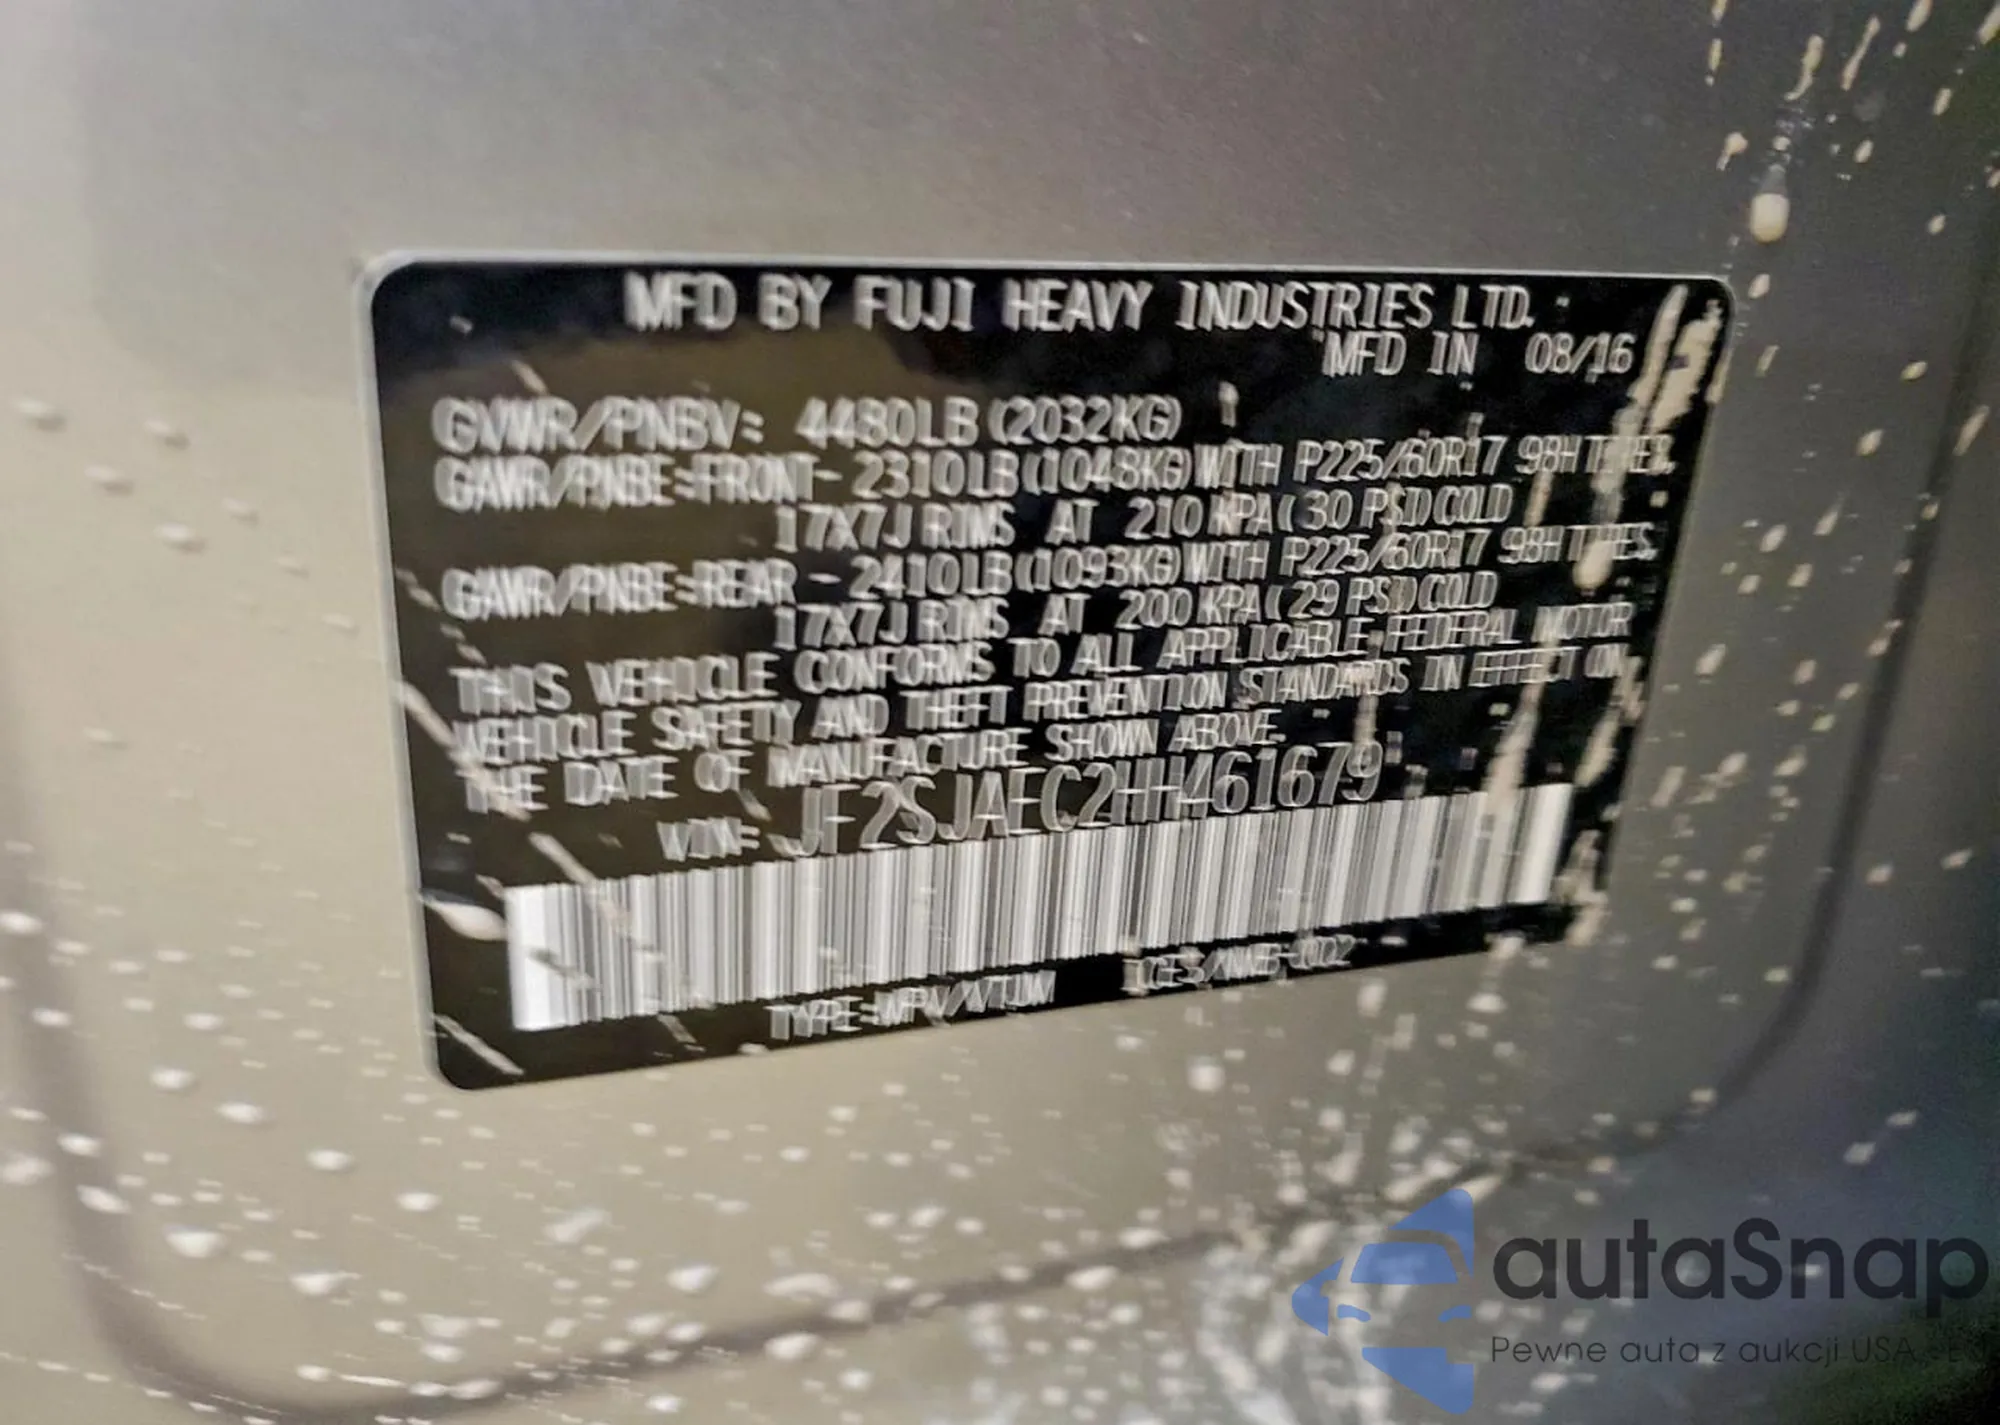 MFD BY FUJI HEAVY INDUSTRIES LTD.
MFD IN 08/16
GVWR/PNBV: 4480LB(2032KG)
GAWR/PNBE:FRONT- 2310LB(1048KG)WITH P225/60R17 98H TIRES,
17X7J RIMS AT 210 KPA(30 PSI)COLD
GAWR/PNBE:REAR - 2410LB(1093KG)WITH P225/60R17 98H TIRES,
17X7J RIMS AT 200 KPA(29 PSI)COLD
THIS VEHICLE CONFORMS TO ALL APPLICABLE FEDERAL MOTOR
VEHICLE SAFETY AND THEFT PREVENTION STANDARDS IN EFFECT ON
THE DATE OF MANUFACTURE SHOWN ABOVE.
VIN: JF2SJAEC2HH461679
TYPE:MPV/VTUM
autaSnap
Pewne auta z aukcji USA